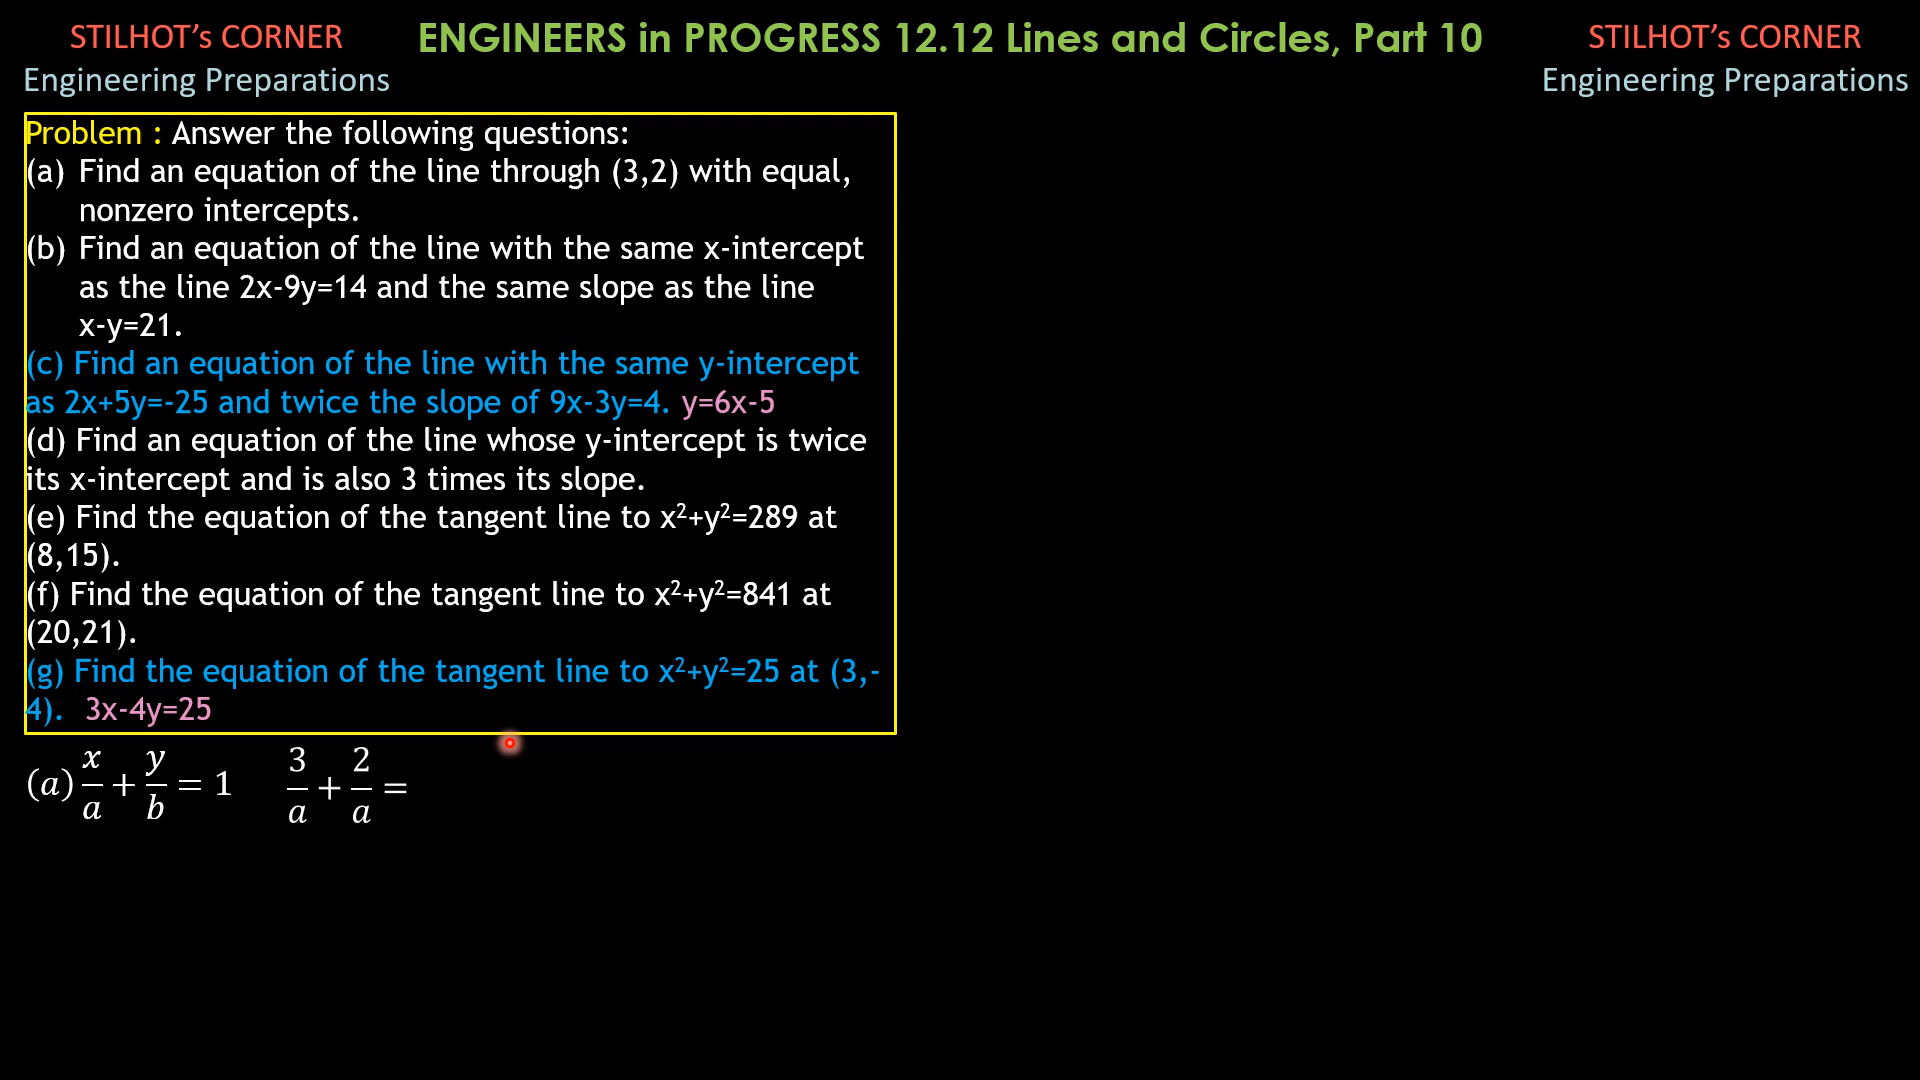 STILHOT’s CORNER
Engineering Preparations
ENGINEERS in PROGRESS 12.12 Lines and Circles, Part 10
STILHOT’s CORNER
Engineering Preparations
Problem : Answer the following questions:
(a) Find an equation of the line through (3,2) with equal,
nonzero intercepts.
(b) Find an equation of the line with the same x-intercept
as the line 2x-9y=14 and the same slope as the line
x-y=21.
(c) Find an equation of the line with the same y-intercept
as 2x+5y=-25 and twice the slope of 9x-3y=4. y=6x-5
(d) Find an equation of the line whose y-intercept is twice
its x-intercept and is also 3 times its slope.
(e) Find the equation of the tangent line to x²+y²=289 at
(8,15).
(f) Find the equation of the tangent line to x²+y²=841 at
(20,21).
(g) Find the equation of the tangent line to x²+y²=25 at (3,-
4). 3x-4y=25
(a) x/a + y/b = 1 3/a + 2/a =